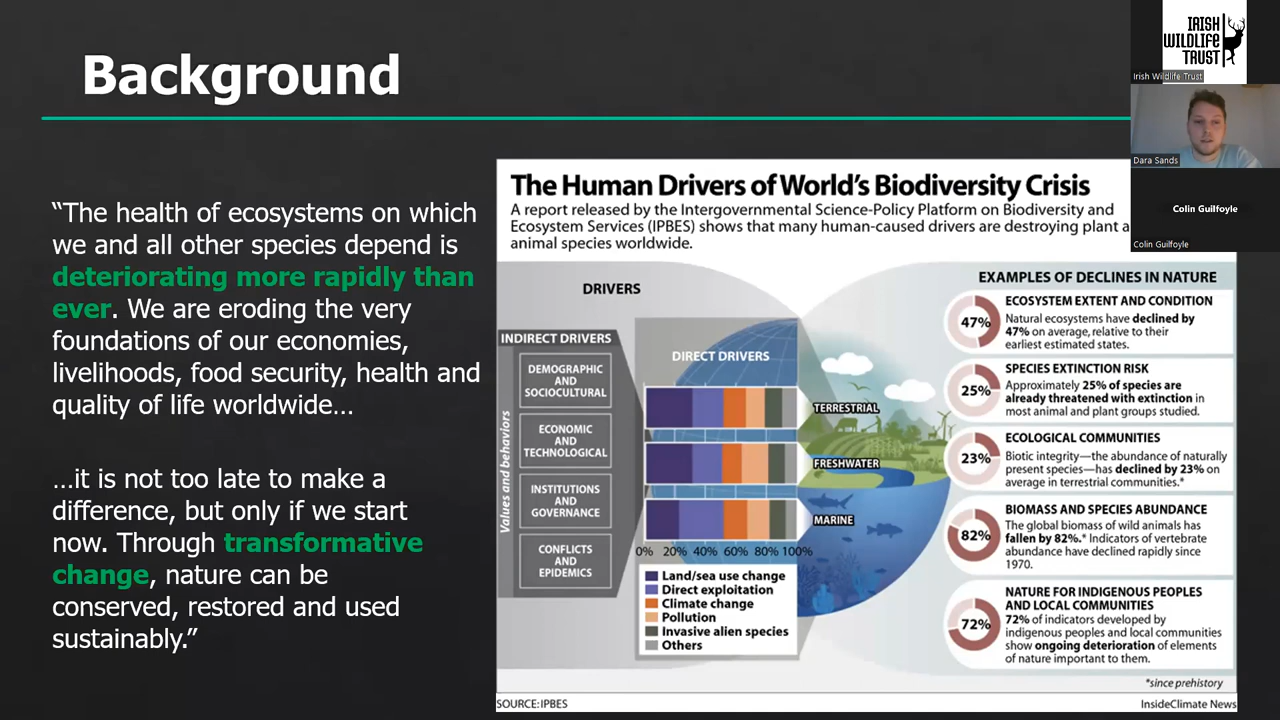 Background
“The health of ecosystems on which
we and all other species depend is
deteriorating more rapidly than
ever. We are eroding the very
foundations of our economies,
livelihoods, food security, health and
quality of life worldwide…
…it is not too late to make a
difference, but only if we start
now. Through transformative
change, nature can be
conserved, restored and used
sustainably.”
The Human Drivers of World’s Biodiversity Crisis
A report released by the Intergovernmental Science-Policy Platform on Biodiversity and
Ecosystem Services (IPBES) shows that many human-caused drivers are destroying plant a
animal species worldwide.
DRIVERS
INDIRECT DRIVERS
Values and behaviors
DEMOGRAPHIC
AND
SOCIOCULTURAL
ECONOMIC
AND
TECHNOLOGICAL
INSTITUTIONS
AND
GOVERNANCE
CONFLICTS
AND
EPIDEMICS
DIRECT DRIVERS
TERRESTRIAL
FRESHWATER
MARINE
0% 20% 40% 60% 80% 100%
Land/sea use change
Direct exploitation
Climate change
Pollution
Invasive alien species
Others
EXAMPLES OF DECLINES IN NATURE
47%
ECOSYSTEM EXTENT AND CONDITION
Natural ecosystems have declined by
47% on average, relative to their
earliest estimated states.
25%
SPECIES EXTINCTION RISK
Approximately 25% of species are
already threatened with extinction in
most animal and plant groups studied.
23%
ECOLOGICAL COMMUNITIES
Biotic integrity—the abundance of naturally
present species—has declined by 23% on
average in terrestrial communities.*
82%
BIOMASS AND SPECIES ABUNDANCE
The global biomass of wild animals has
fallen by 82%.* Indicators of vertebrate
abundance have declined rapidly since
1970.
72%
NATURE FOR INDIGENOUS PEOPLES
AND LOCAL COMMUNITIES
72% of indicators developed by
indigenous peoples and local communities
show ongoing deterioration of elements
of nature important to them.
*since prehistory
SOURCE: IPBES
InsideClimate News
IRISH
WILDLIFE
TRUST
Irish Wildlife Trust
Dara Sands
Colin Guilfoyle
Colin Guilfoyle